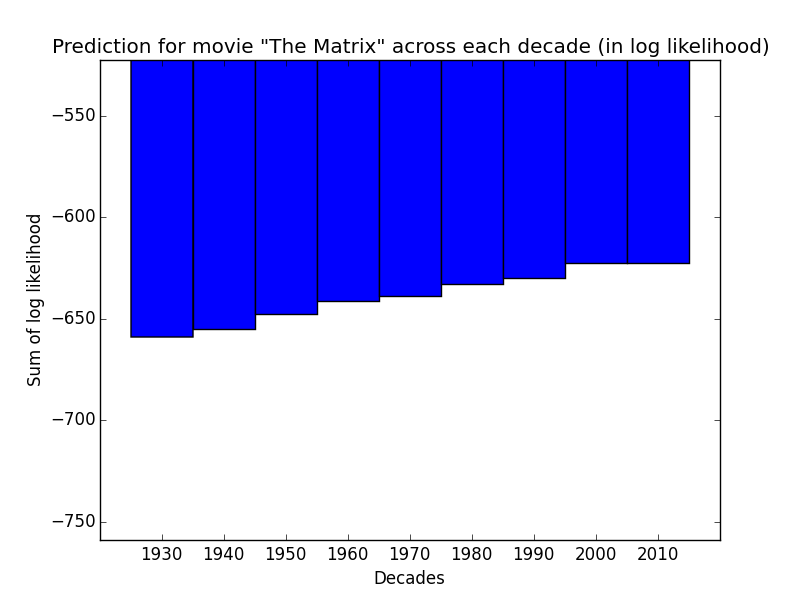 Prediction for movie "The Matrix" across each decade (in log likelihood)
−550
−600
−650
−700
−750
Sum of log likelihood
1930 1940 1950 1960 1970 1980 1990 2000 2010
Decades